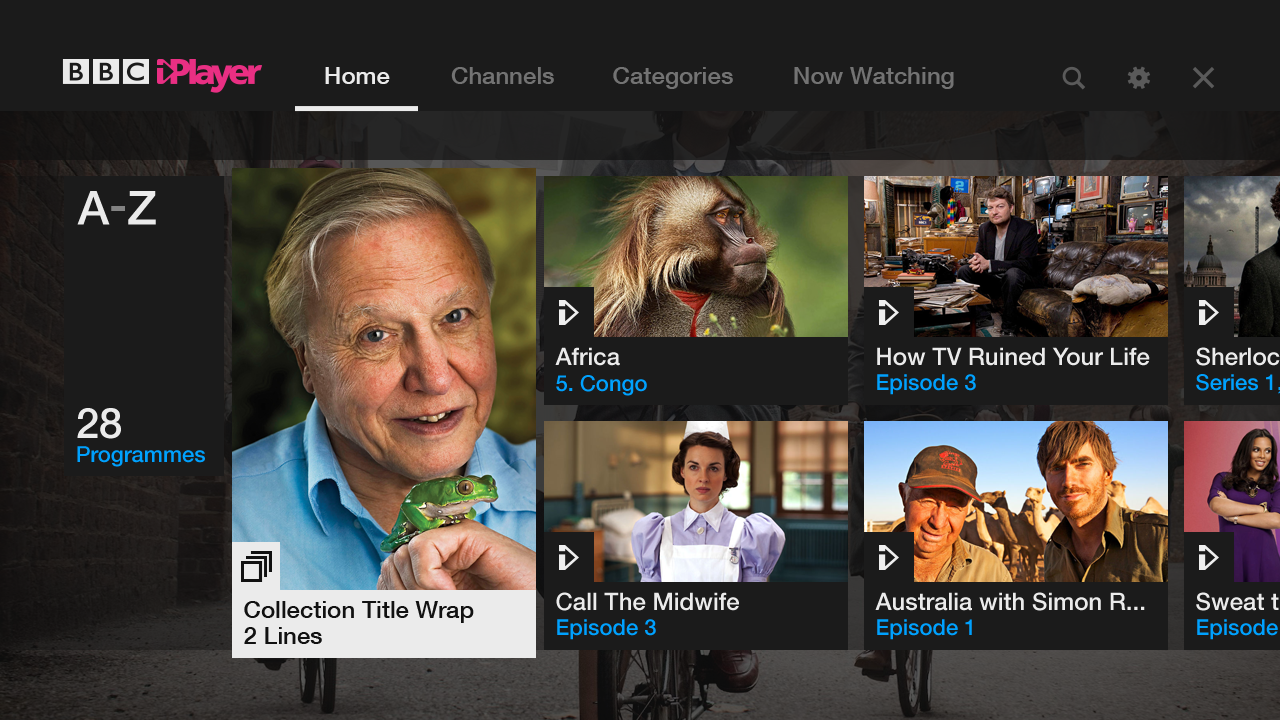 BBC iPlayer
Home
Channels
Categories
Now Watching
A-Z
28
Programmes
Collection Title Wrap
2 Lines
Africa
5. Congo
How TV Ruined Your Life
Episode 3
Sherloc
Series 1,
Call The Midwife
Episode 3
Australia with Simon R...
Episode 1
Sweat t
Episode